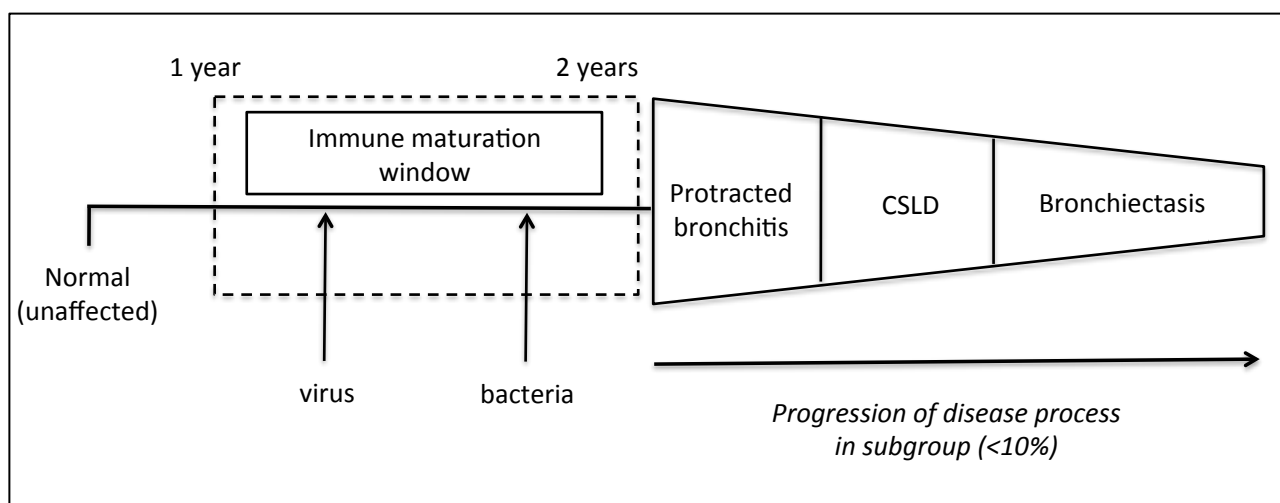 1 year
2 years
Immune maturation
window
Normal
(unaffected)
virus
bacteria
Protracted
bronchitis
CSLD
Bronchiectasis
Progression of disease process
in subgroup (<10%)